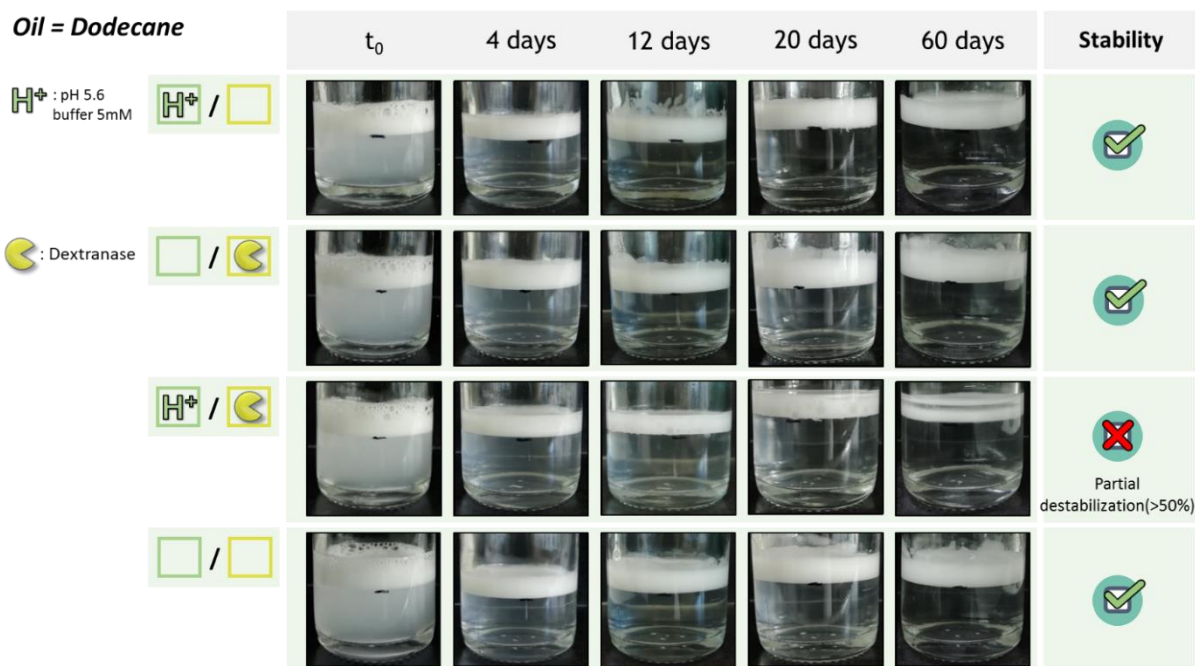 Oil = Dodecane
t0 4 days 12 days 20 days 60 days Stability
H+ : pH 5.6
buffer 5mM
H+ /
: Dextranase
/
H+ /
Partial
destabilization(>50%)
/